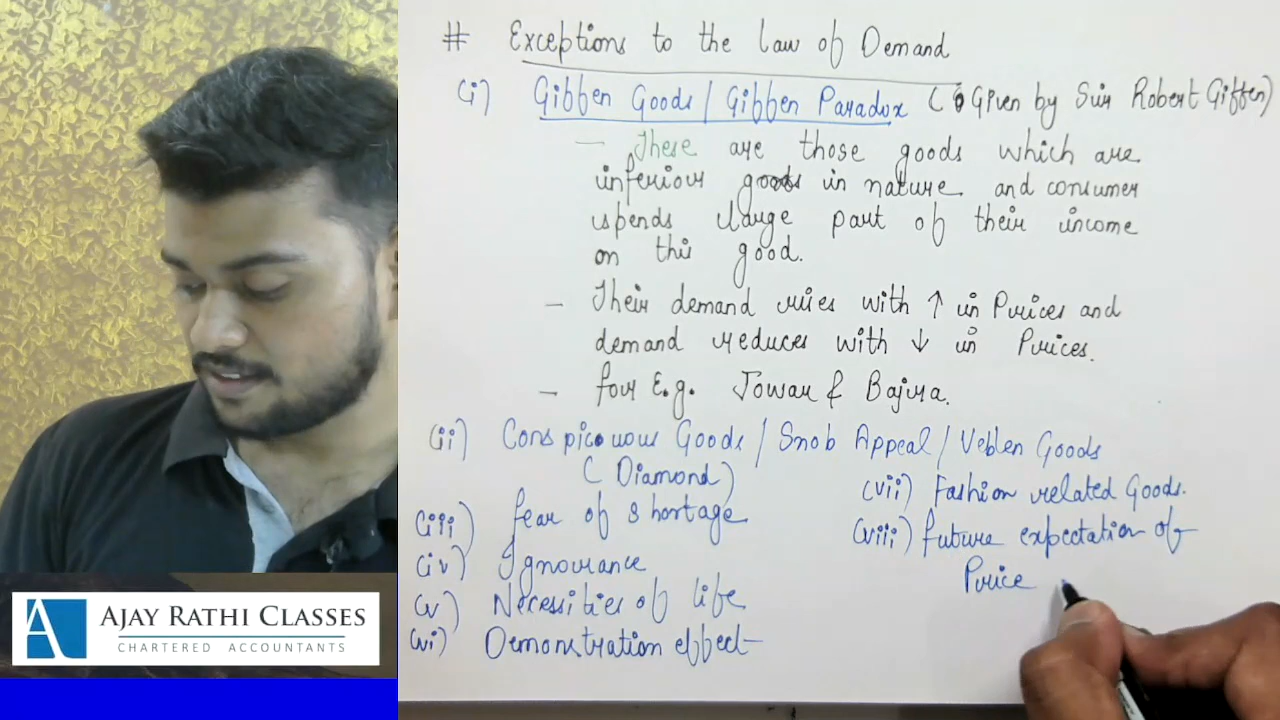 # Exceptions to the Law of Demand
(i) Giffen Goods / Giffen Paradox ( Given by Sir Robert Giffen)
— These are those goods which are
inferior goods in nature and consumer
spends large part of their income
on this good.
— Their demand rises with ↑ in Prices and
demand reduces with ↓ in Prices.
— for E.g. Jowar & Bajra.
(ii) Conspicuous Goods / Snob Appeal / Veblen Goods
( Diamond )
(iii) fear of shortage
(iv) Ignorance
(v) Necessities of life
(vi) Demonstration effect
(vii) Fashion related Goods.
(viii) future expectation of
Price
A
AJAY RATHI CLASSES
CHARTERED ACCOUNTANTS